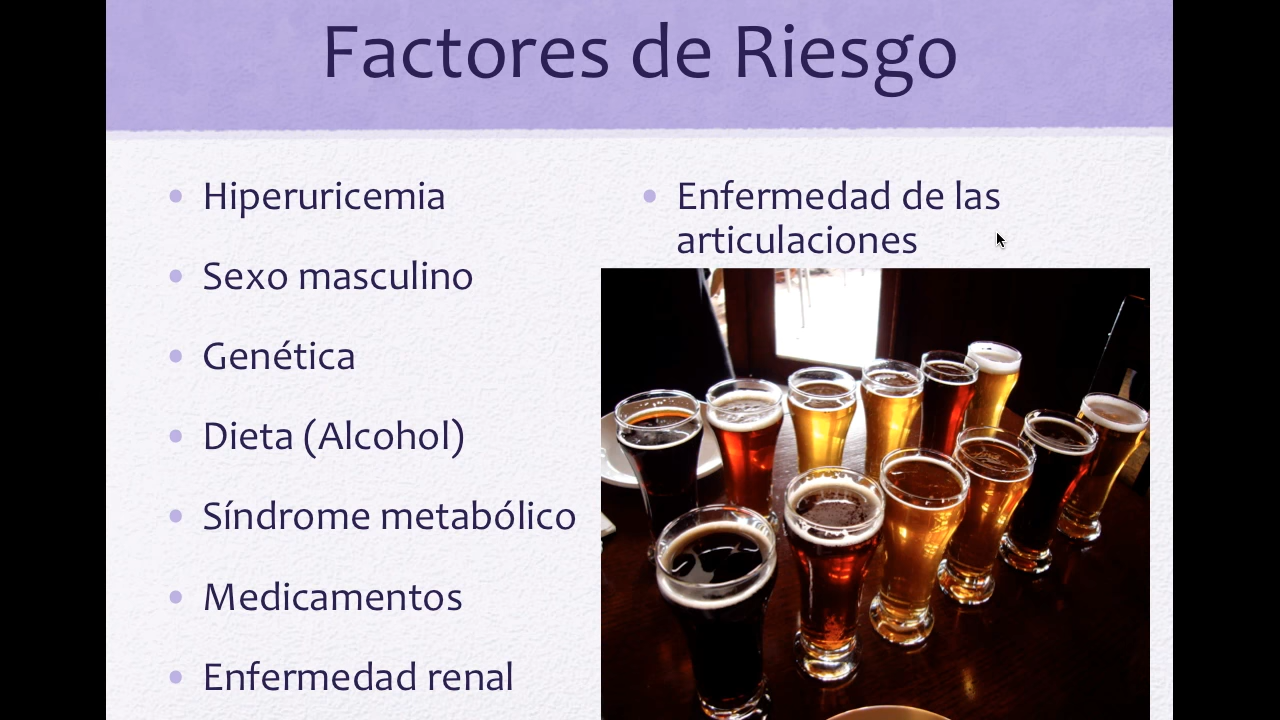 Factores de Riesgo
• Hiperuricemia
• Sexo masculino
• Genética
• Dieta (Alcohol)
• Síndrome metabólico
• Medicamentos
• Enfermedad renal
• Enfermedad de las
articulaciones